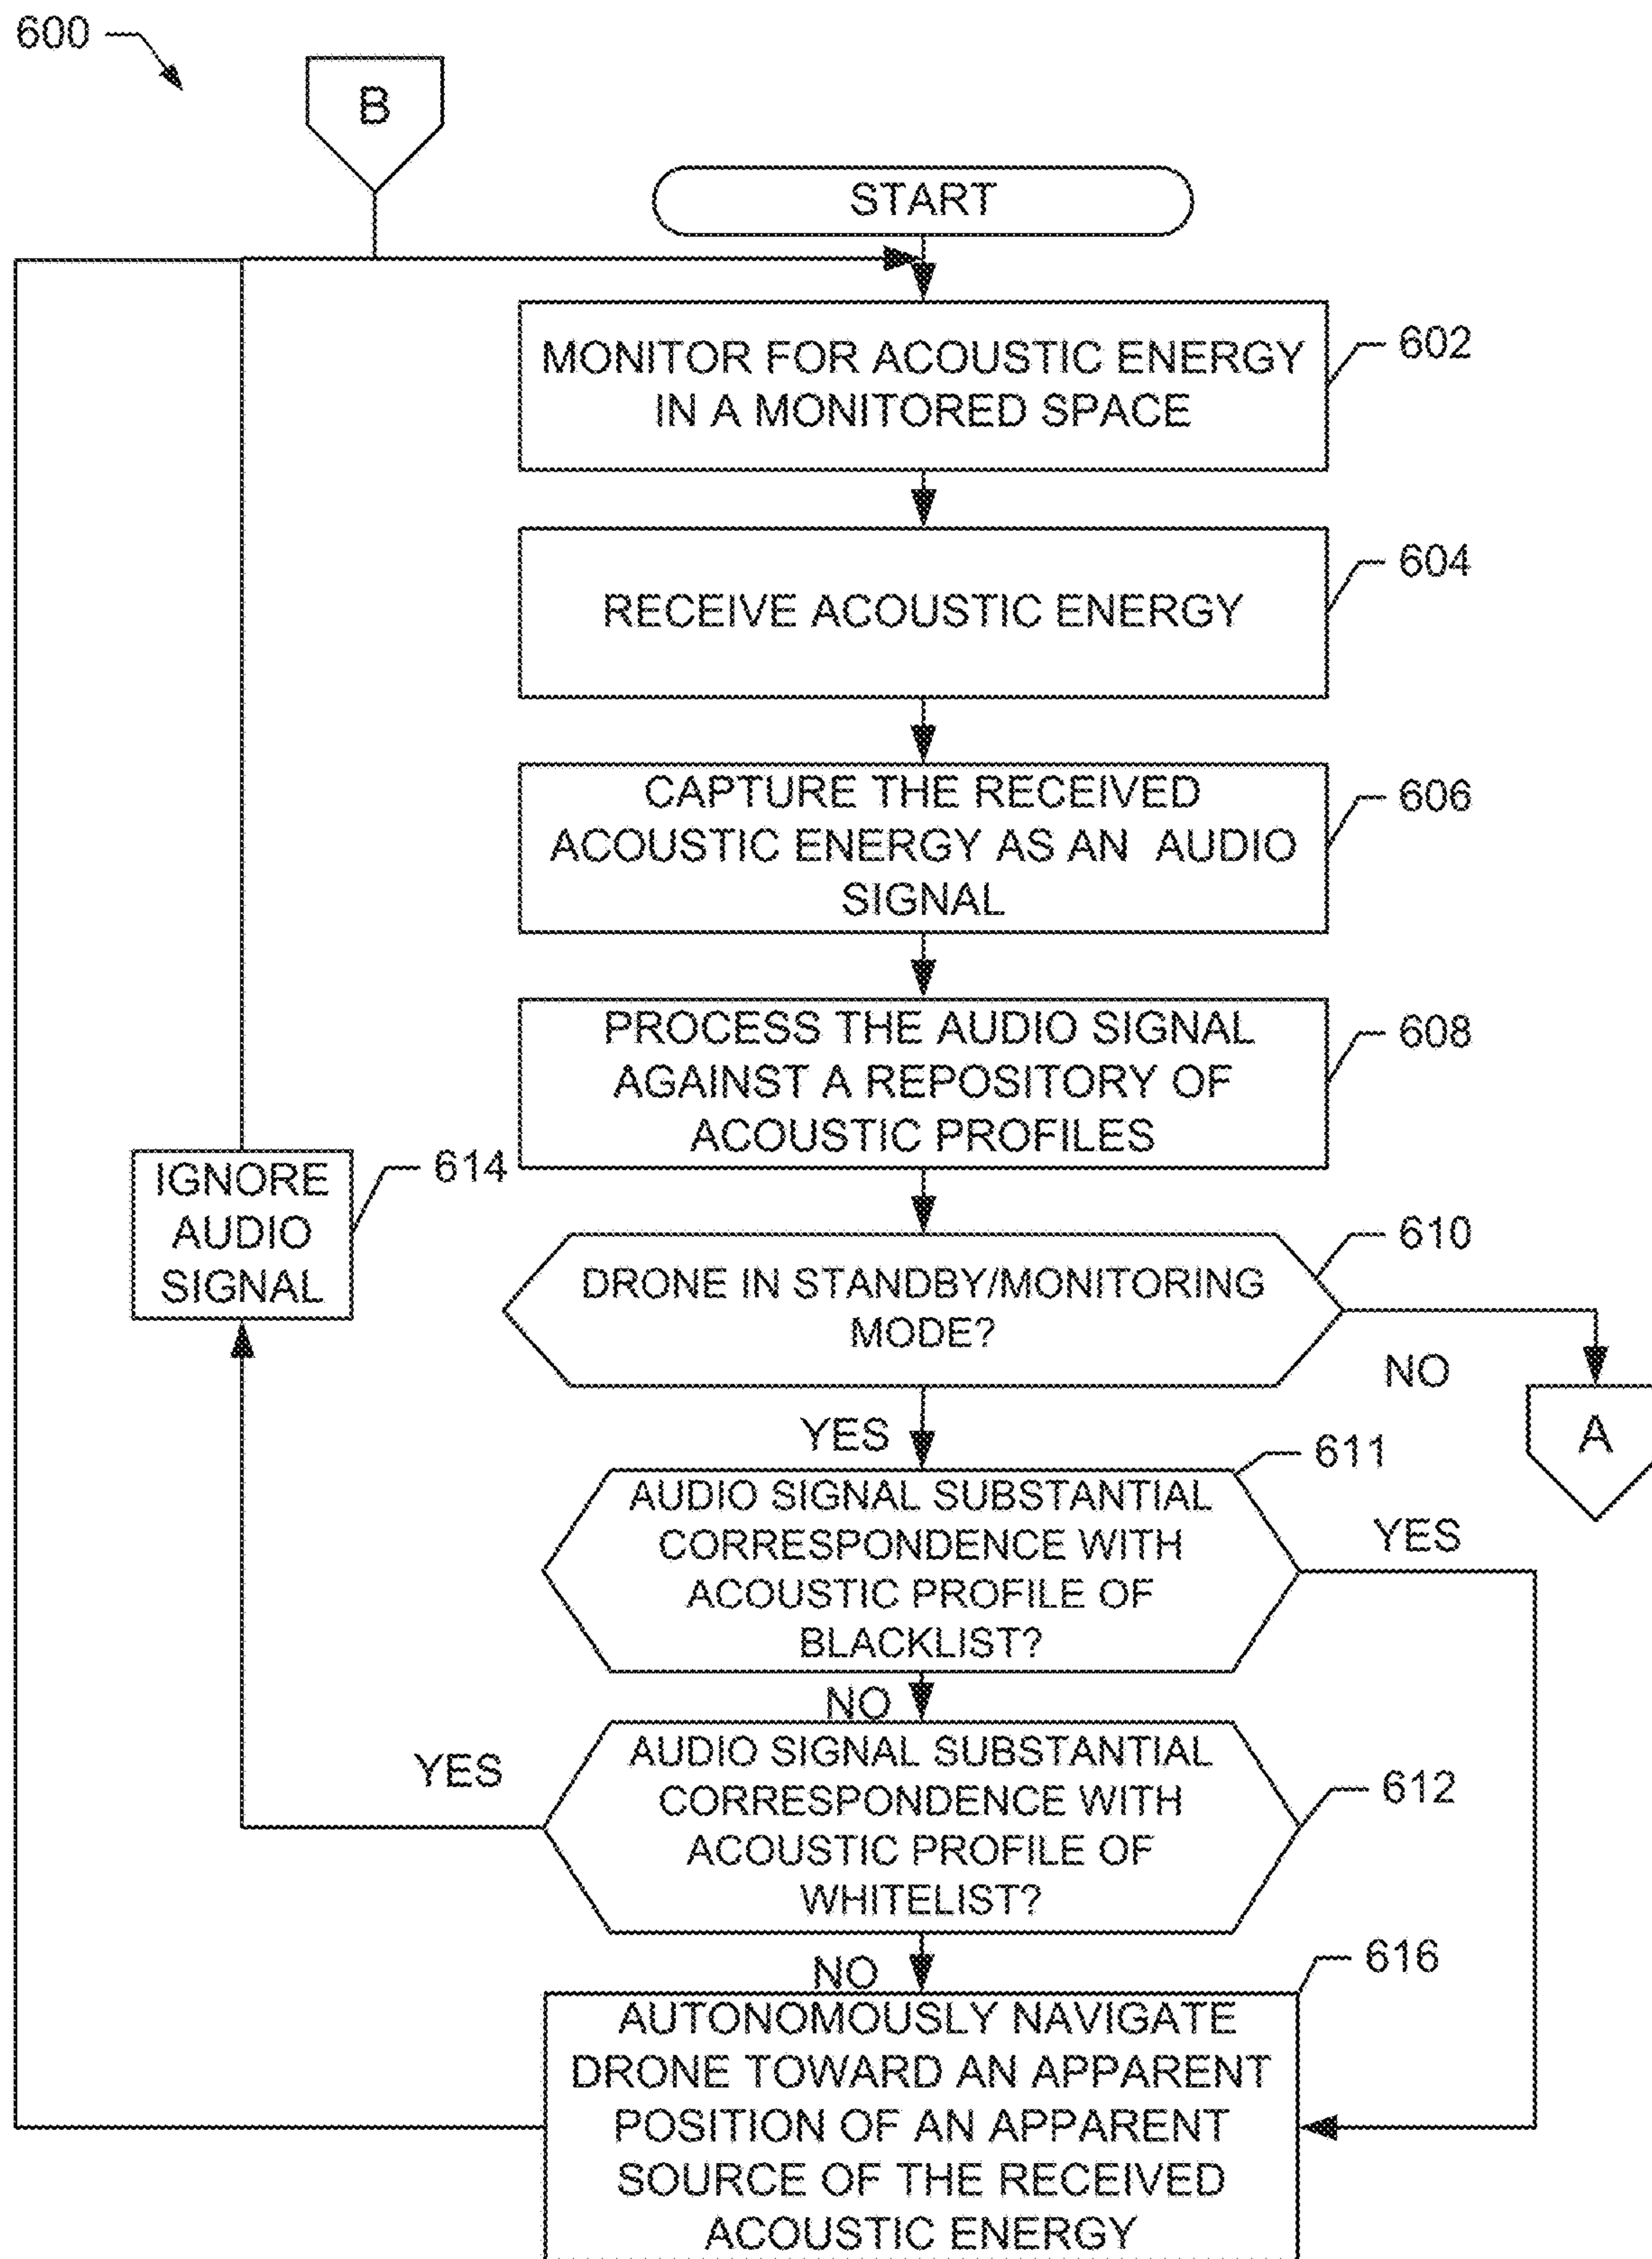 600
B
START
MONITOR FOR ACOUSTIC ENERGY
IN A MONITORED SPACE
602
RECEIVE ACOUSTIC ENERGY
604
CAPTURE THE RECEIVED
ACOUSTIC ENERGY AS AN AUDIO
SIGNAL
606
PROCESS THE AUDIO SIGNAL
AGAINST A REPOSITORY OF
ACOUSTIC PROFILES
608
IGNORE
AUDIO
SIGNAL
614
DRONE IN STANDBY/MONITORING
MODE?
610
NO
A
YES
AUDIO SIGNAL SUBSTANTIAL
CORRESPONDENCE WITH
ACOUSTIC PROFILE OF
BLACKLIST?
611
YES
NO
AUDIO SIGNAL SUBSTANTIAL
CORRESPONDENCE WITH
ACOUSTIC PROFILE OF
WHITELIST?
612
YES
NO
AUTONOMOUSLY NAVIGATE
DRONE TOWARD AN APPARENT
POSITION OF AN APPARENT
SOURCE OF THE RECEIVED
ACOUSTIC ENERGY
616